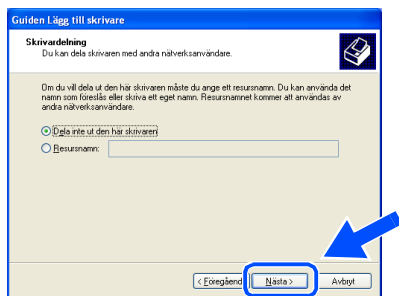 Guiden Lägg till skrivare
Skrivardelning
Du kan dela skrivaren med andra nätverksanvändare.
Om du vill dela ut den här skrivaren måste du ange ett resursnamn. Du kan använda det
namn som föreslås eller skriva ett eget namn. Resursnamnet kommer att användas av
andra nätverksanvändare.
Dela inte ut den här skrivaren
Resursnamn:
< Föregåend Nästa > Avbryt